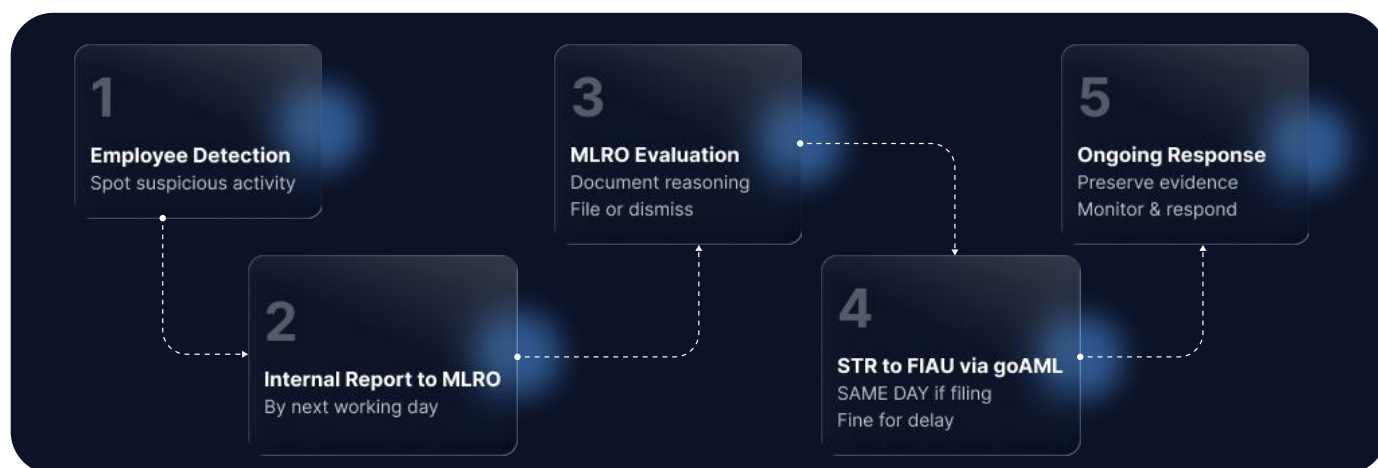 1
Employee Detection
Spot suspicious activity
2
Internal Report to MLRO
By next working day
3
MLRO Evaluation
Document reasoning
File or dismiss
4
STR to FIAU via goAML
SAME DAY if filing
Fine for delay
5
Ongoing Response
Preserve evidence
Monitor & respond